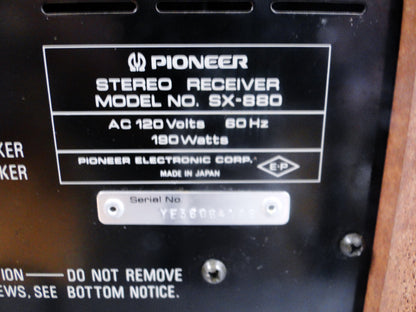 PIONEER
STEREO RECEIVER
MODEL NO. SX-880
AC 120 Volts 60 Hz
190 Watts
PIONEER ELECTRONIC CORP. E-P
MADE IN JAPAN
Serial No
DO NOT REMOVE
SEE BOTTOM NOTICE.